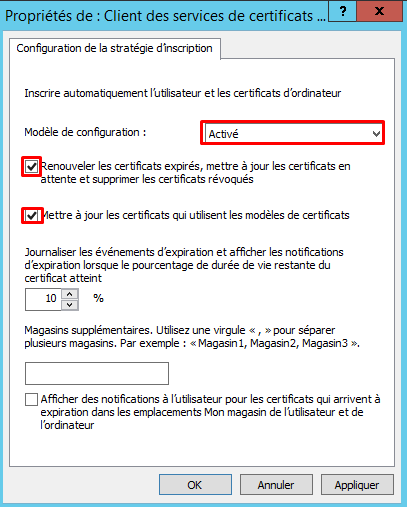 Propriétés de : Client des services de certificats ...
Configuration de la stratégie d'inscription
Inscrire automatiquement l'utilisateur et les certificats d'ordinateur
Modèle de configuration :
Activé
Renouveler les certificats expirés, mettre à jour les certificats en
attente et supprimer les certificats révoqués
Mettre à jour les certificats qui utilisent les modèles de certificats
Journaliser les événements d'expiration et afficher les notifications
d'expiration lorsque le pourcentage de durée de vie restante du
certificat atteint
10 %
Magasins supplémentaires. Utilisez une virgule « , » pour séparer
plusieurs magasins. Par exemple : « Magasin1, Magasin2, Magasin3 ».
Afficher des notifications à l'utilisateur pour les certificats qui arrivent à
expiration dans les emplacements Mon magasin de l'utilisateur et de
l'ordinateur
OK Annuler Appliquer